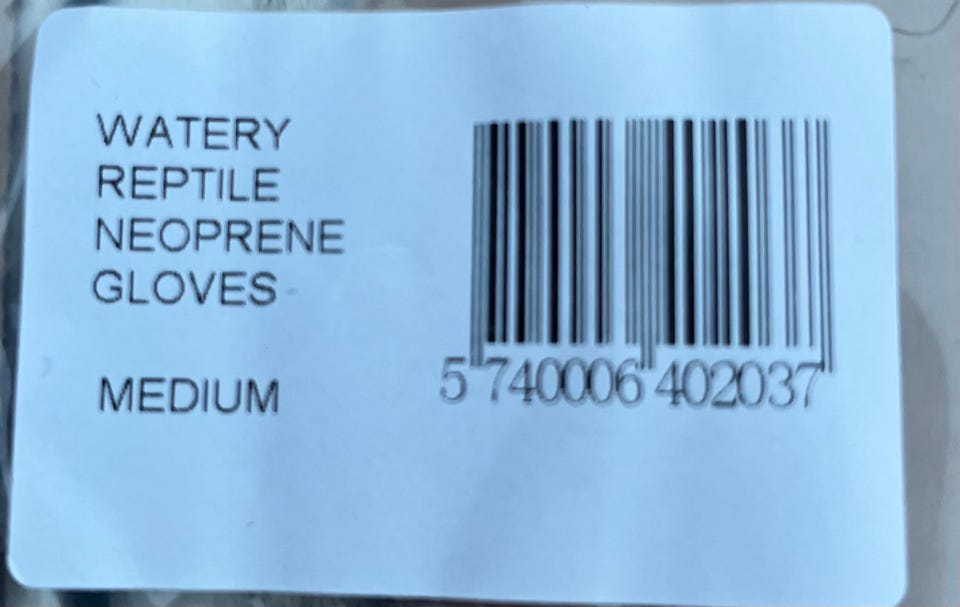 WATERY
REPTILE
NEOPRENE
GLOVES
MEDIUM
5 740006 402037